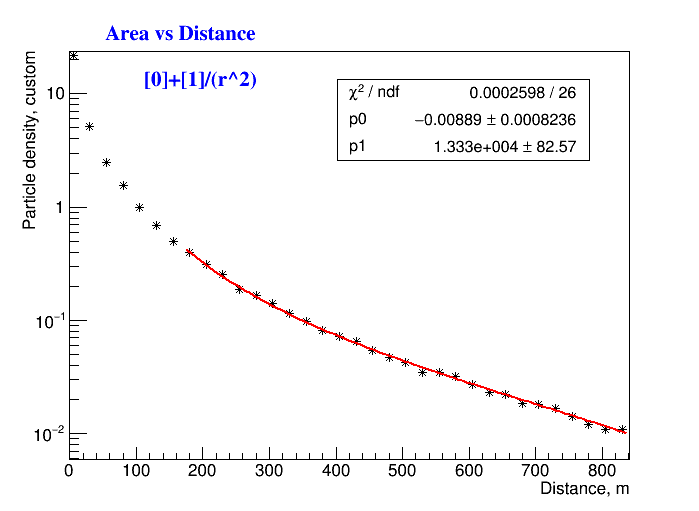 Area vs Distance
[0]+[1]/(r^2)
χ² / ndf 0.0002598 / 26
p0 −0.00889 ± 0.0008236
p1 1.333e+004 ± 82.57
Particle density, custom
10
1
10⁻¹
10⁻²
0 100 200 300 400 500 600 700 800
Distance, m